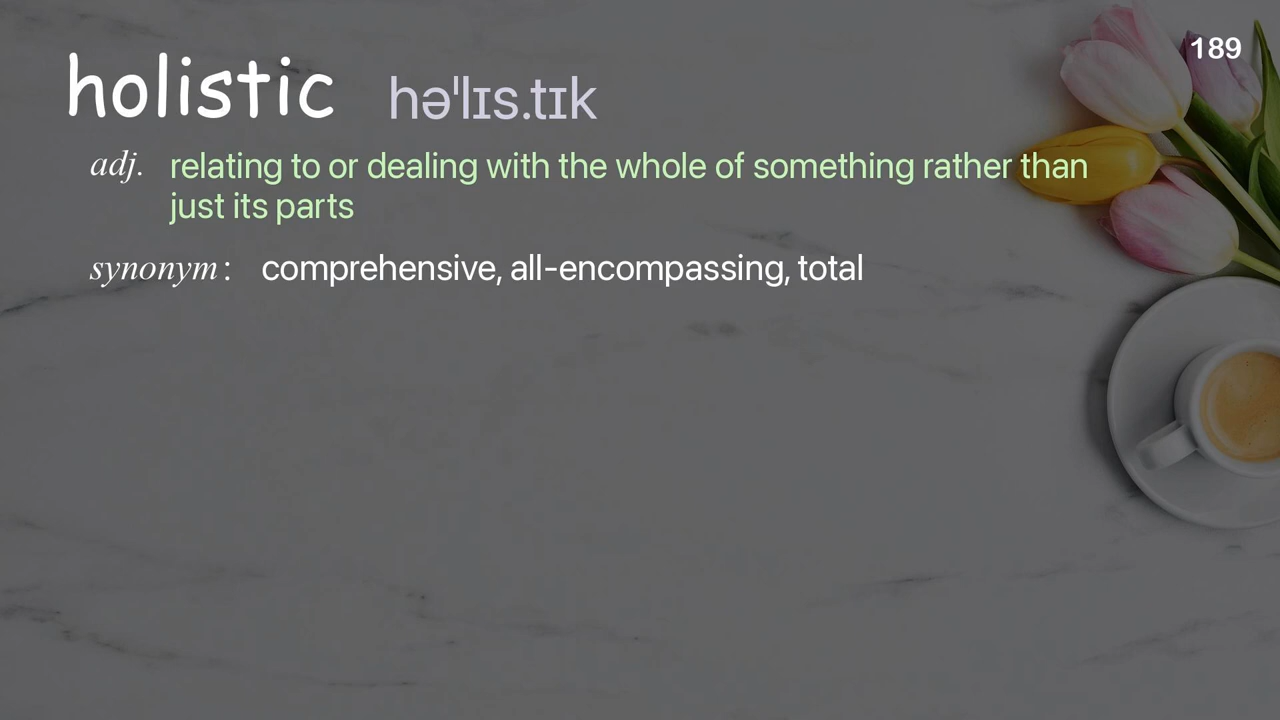 189
holistic həˈlɪs.tɪk
adj. relating to or dealing with the whole of something rather than
just its parts
synonym: comprehensive, all-encompassing, total